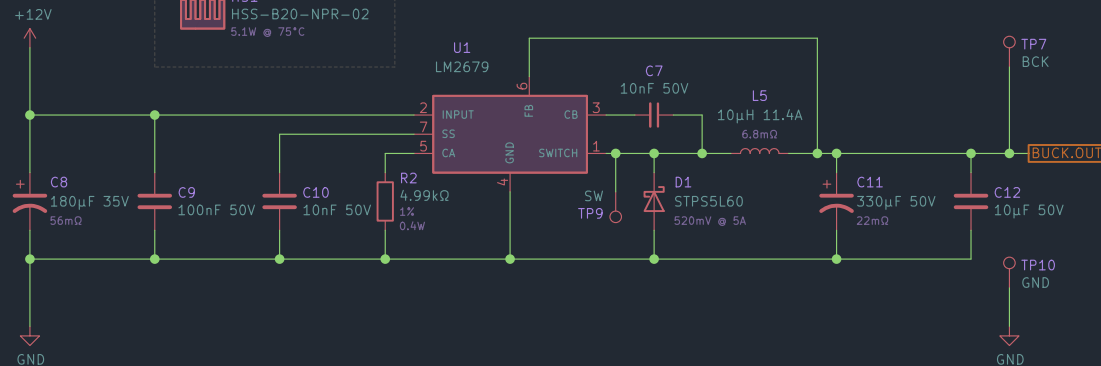 +12V
HSS-B20-NPR-02
5.1W @ 75°C
U1
LM2679
TP7
BCK
C7
10nF 50V
L5
10µH 11.4A
6.8mΩ
6
FB
2
INPUT
CB
3
7
SS
5
CA
GND
SWITCH
1
4
BUCK.OUT
C8
180µF 35V
56mΩ
C9
100nF 50V
C10
10nF 50V
R2
4.99kΩ
1%
0.4W
SW
TP9
D1
STPS5L60
520mV @ 5A
C11
330µF 50V
22mΩ
C12
10µF 50V
TP10
GND
GND
GND